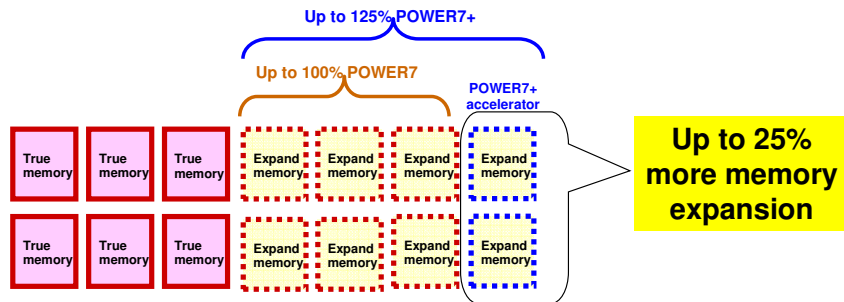 Up to 125% POWER7+
Up to 100% POWER7
POWER7+
accelerator
True
memory
True
memory
True
memory
Expand
memory
Expand
memory
Expand
memory
Expand
memory
True
memory
True
memory
True
memory
Expand
memory
Expand
memory
Expand
memory
Expand
memory
Up to 25%
more memory
expansion